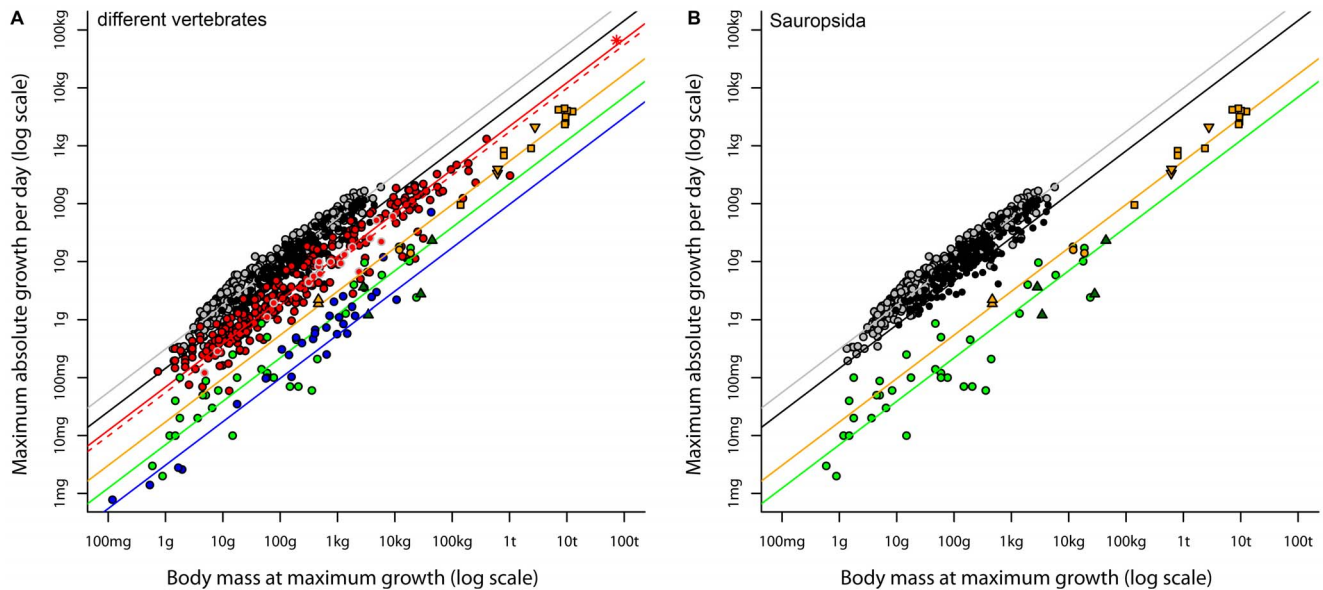 A different vertebrates
Maximum absolute growth per day (log scale)
100kg
10kg
1kg
100g
10g
1g
100mg
10mg
1mg
100mg 1g 10g 100g 1kg 10kg 100kg 1t 10t 100t
Body mass at maximum growth (log scale)
B Sauropsida
Maximum absolute growth per day (log scale)
100kg
10kg
1kg
100g
10g
1g
100mg
10mg
1mg
100mg 1g 10g 100g 1kg 10kg 100kg 1t 10t 100t
Body mass at maximum growth (log scale)